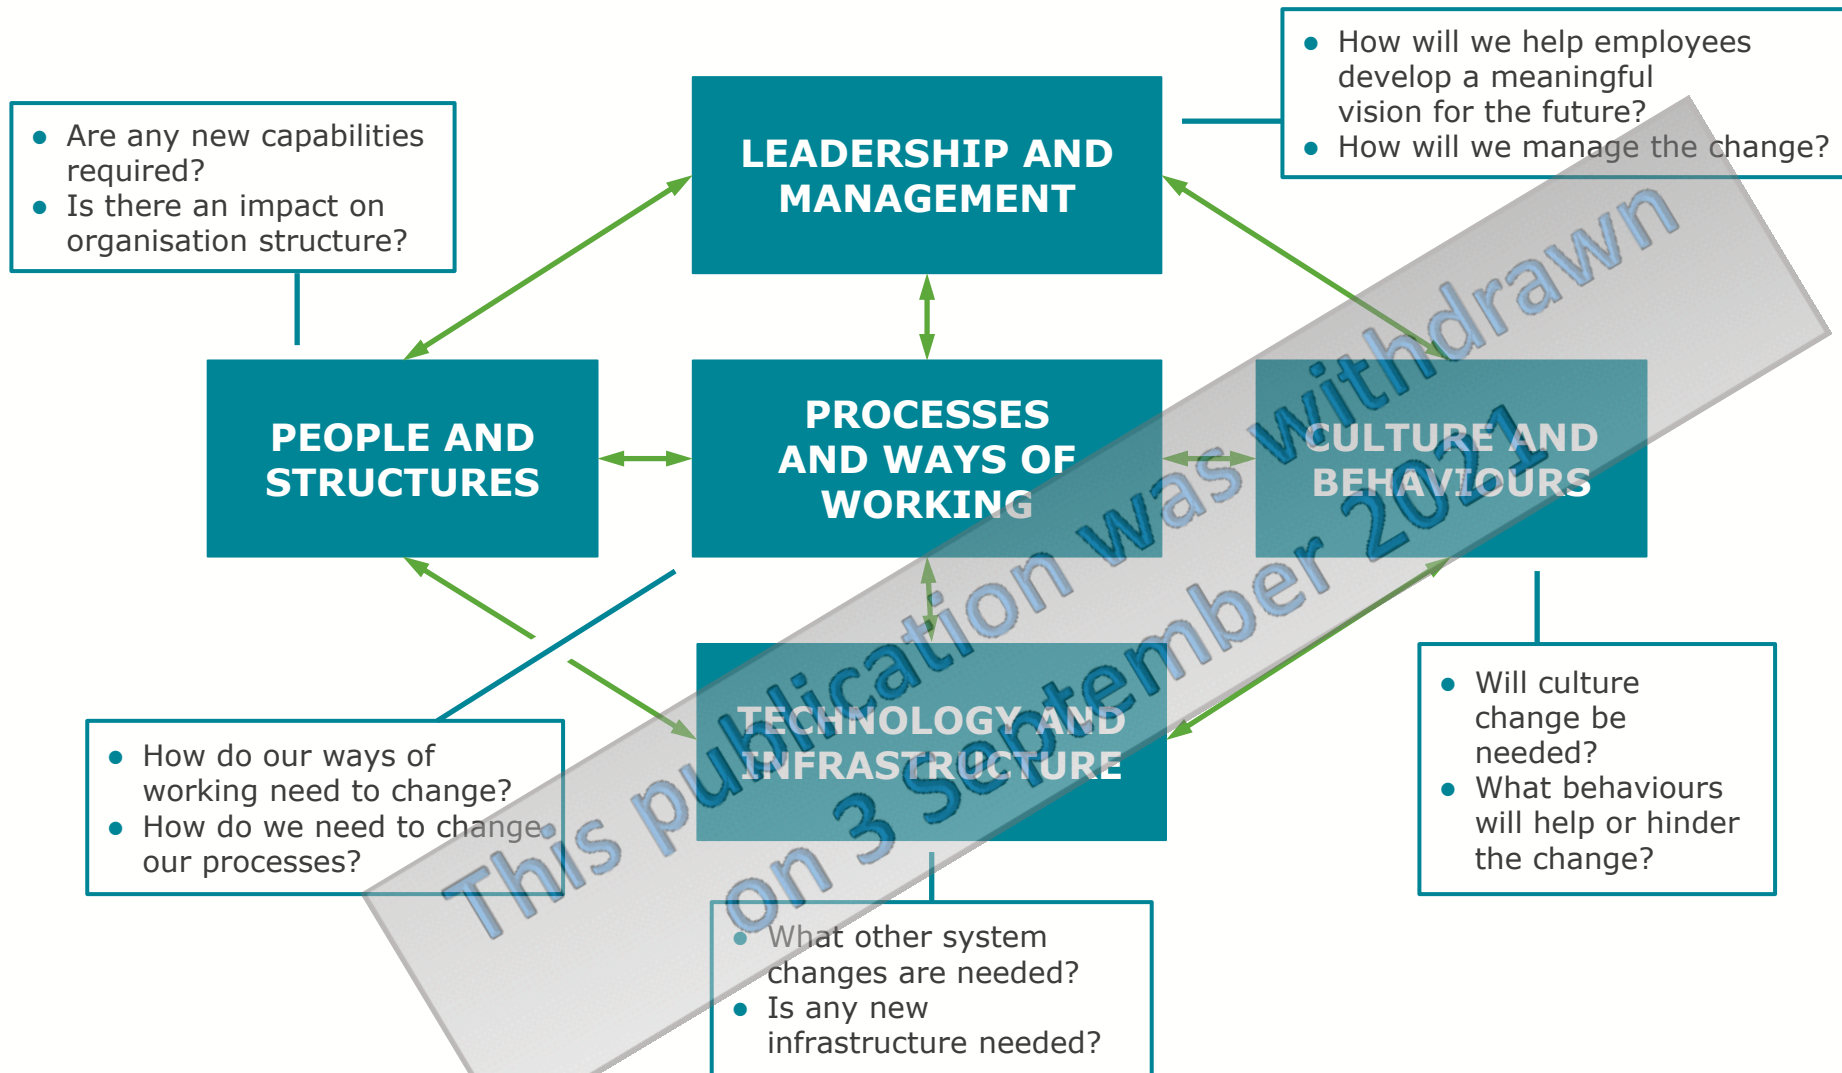 ● How will we help employees
develop a meaningful
vision for the future?
● How will we manage the change?
● Are any new capabilities
required?
● Is there an impact on
organisation structure?
LEADERSHIP AND
MANAGEMENT
PEOPLE AND
STRUCTURES
PROCESSES
AND WAYS OF
WORKING
CULTURE AND
BEHAVIOURS
● How do our ways of
working need to change?
● How do we need to change
our processes?
TECHNOLOGY AND
INFRASTRUCTURE
● Will culture
change be
needed?
● What behaviours
will help or hinder
the change?
● What other system
changes are needed?
● Is any new
infrastructure needed?
This publication was withdrawn
on 3 September 2021